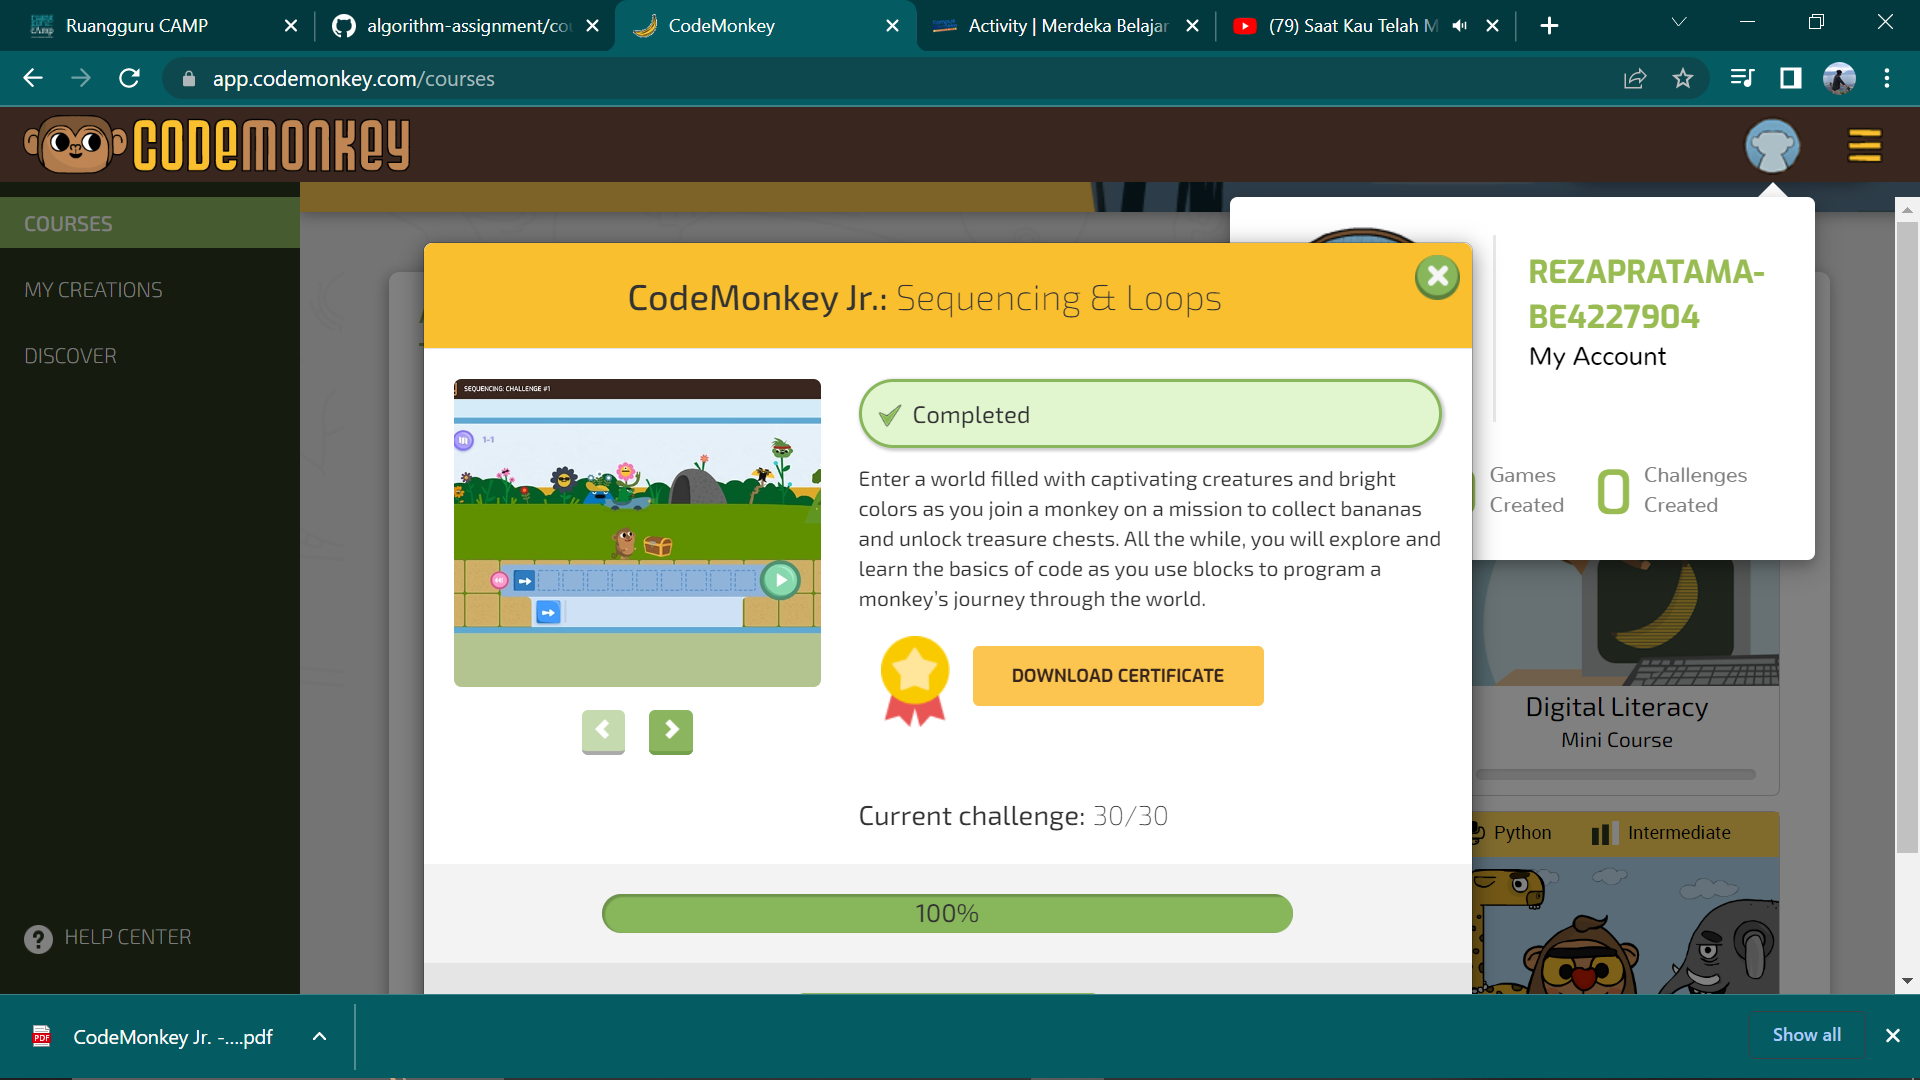 Ruangguru CAMP
algorithm-assignment/cou
CodeMonkey
Activity | Merdeka Belajar
(79) Saat Kau Telah M
app.codemonkey.com/courses
CODEMONKEY
COURSES
MY CREATIONS
DISCOVER
HELP CENTER
REZAPRATAMA-
BE4227904
My Account
Games
Created
0
Challenges
Created
CodeMonkey Jr.: Sequencing & Loops
SEQUENCING: CHALLENGE #1
1-1
Completed
Enter a world filled with captivating creatures and bright
colors as you join a monkey on a mission to collect bananas
and unlock treasure chests. All the while, you will explore and
learn the basics of code as you use blocks to program a
monkey's journey through the world.
DOWNLOAD CERTIFICATE
Current challenge: 30/30
100%
Digital Literacy
Mini Course
Python
Intermediate
PDF
CodeMonkey Jr. -....pdf
Show all